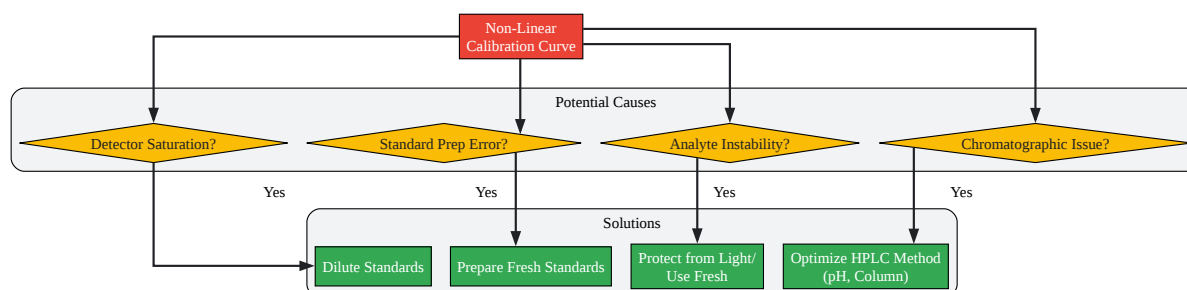 Non-Linear
Calibration Curve
Potential Causes
Detector Saturation?
Standard Prep Error?
Analyte Instability?
Chromatographic Issue?
Yes
Yes
Yes
Yes
Solutions
Dilute Standards
Prepare Fresh Standards
Protect from Light/
Use Fresh
Optimize HPLC Method
(pH, Column)